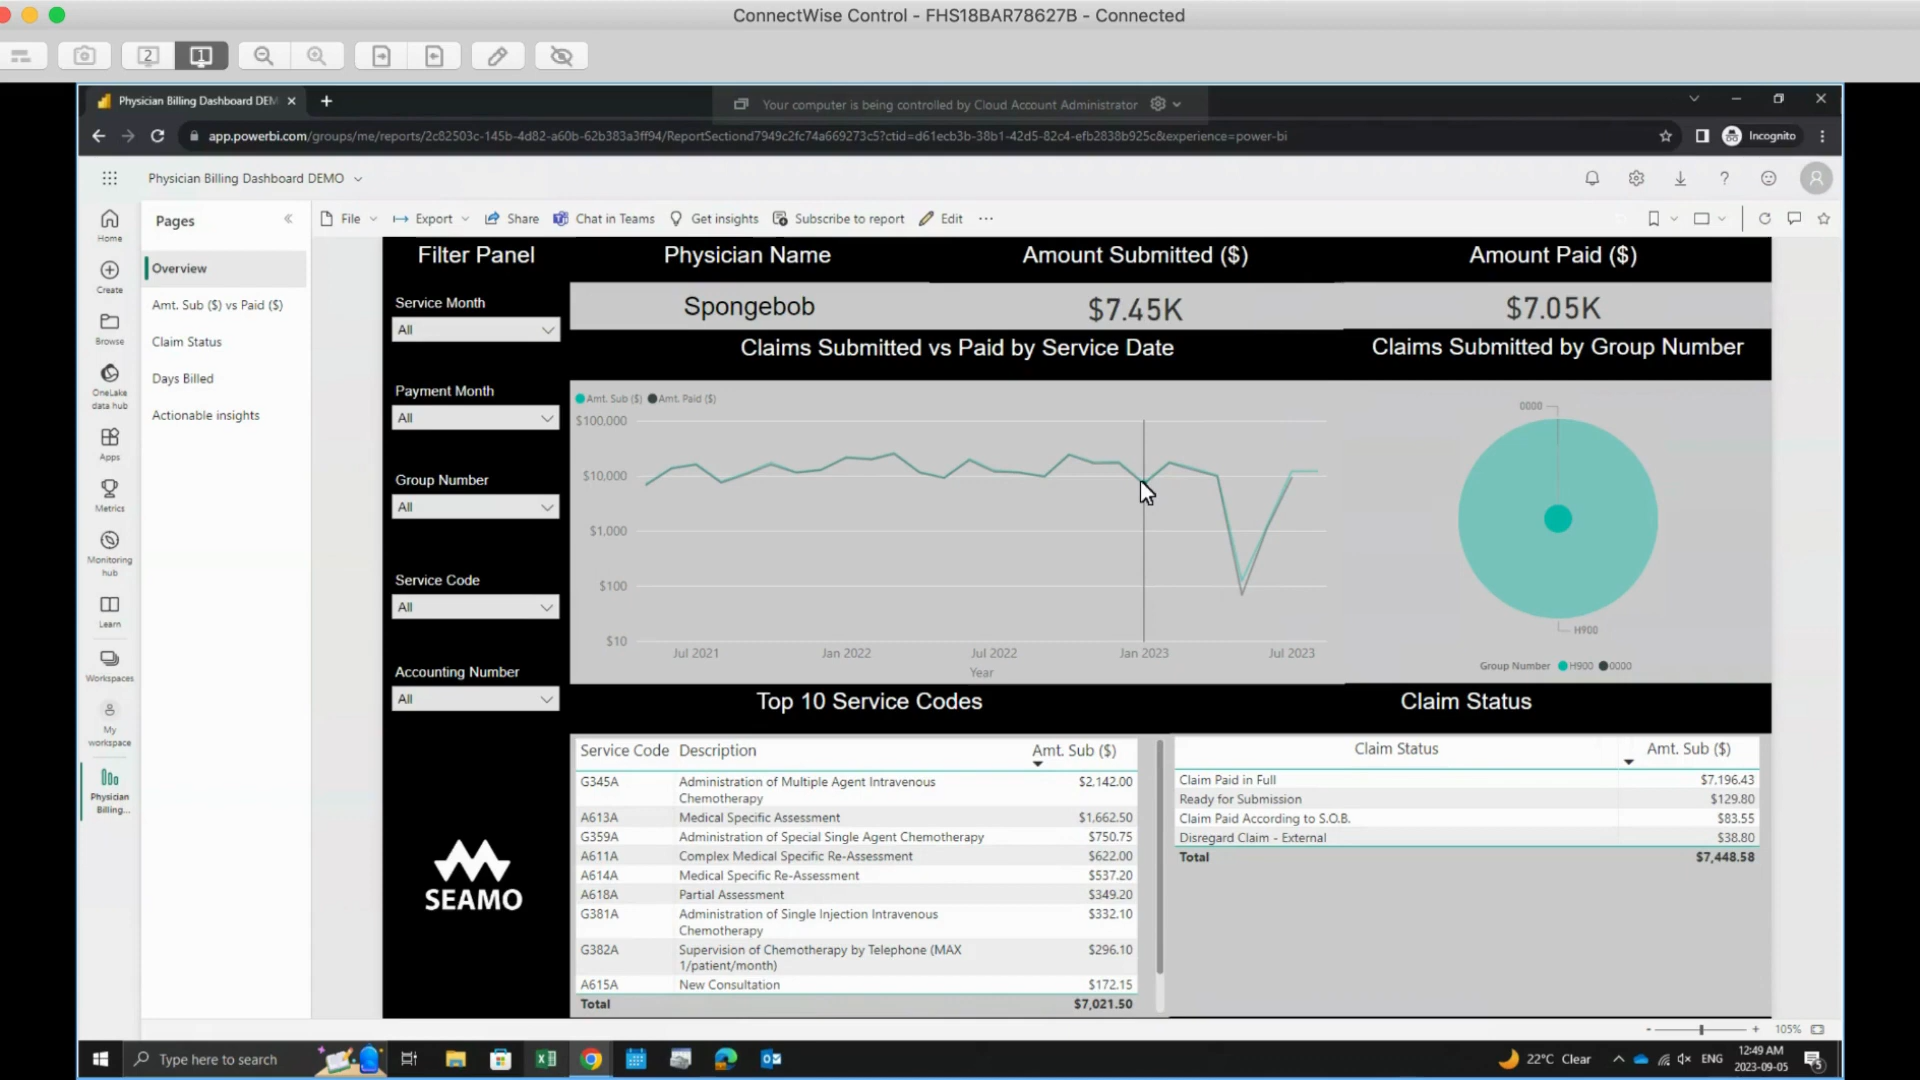 ConnectWise Control - FHS18BAR78627B - Connected
2
1
Physician Billing Dashboard DEM
Your computer is being controlled by Cloud Account Administrator
app.powerbi.com/groups/me/reports/2c82503c-145b-4d82-a60b-62b383a3ff94/ReportSectiond7949c2fc74a669273c5?ctid=d61ecb3b-38b1-42d5-82c4-efb2838b925c&experience=power-bi
Incognito
Physician Billing Dashboard DEMO
Home
Create
Browse
OneLake
data hub
Apps
Metrics
Monitoring
hub
Learn
Workspaces
My
workspace
Physician
Billing...
Pages
Overview
Amt. Sub ($) vs Paid ($)
Claim Status
Days Billed
Actionable insights
File
Export
Share
Chat in Teams
Get insights
Subscribe to report
Edit
Filter Panel
Physician Name
Amount Submitted ($)
Amount Paid ($)
Service Month
All
Payment Month
All
Group Number
All
Service Code
All
Accounting Number
All
SEAMO
Spongebob
$7.45K
$7.05K
Claims Submitted vs Paid by Service Date
Claims Submitted by Group Number
Amt. Sub ($) Amt. Paid ($)
$100,000
$10,000
$1,000
$100
$10
Jul 2021
Jan 2022
Jul 2022
Jan 2023
Jul 2023
Year
0000
H900
Group Number H900 0000
Top 10 Service Codes
Claim Status
Service Code Description Amt. Sub ($)
G345A Administration of Multiple Agent Intravenous $2,142.00
Chemotherapy
A613A Medical Specific Assessment $1,662.50
G359A Administration of Special Single Agent Chemotherapy $750.75
A611A Complex Medical Specific Re-Assessment $622.00
A614A Medical Specific Re-Assessment $537.20
A618A Partial Assessment $349.20
G381A Administration of Single Injection Intravenous $332.10
Chemotherapy
G382A Supervision of Chemotherapy by Telephone (MAX $296.10
1/patient/month)
A615A New Consultation $172.15
Total $7,021.50
Claim Status Amt. Sub ($)
Claim Paid in Full $7,196.43
Ready for Submission $129.80
Claim Paid According to S.O.B. $83.55
Disregard Claim - External $38.80
Total $7,448.58
105%
Type here to search
22°C Clear
ENG
12:49 AM
2023-09-05
5